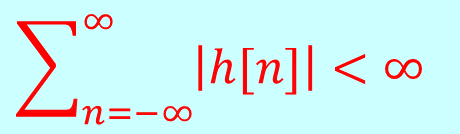 ∑_{n=-∞}^{∞} |h[n]| < ∞